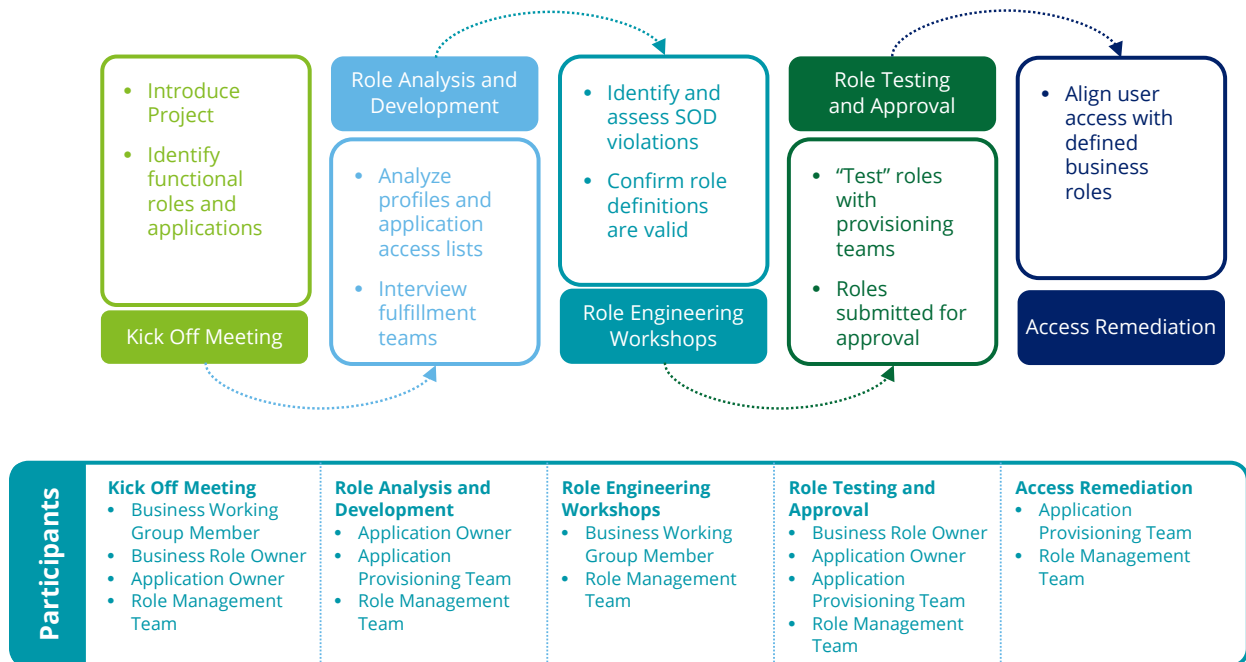 • Introduce
Project
• Identify
functional
roles and
applications
Kick Off Meeting
Role Analysis and
Development
• Analyze
profiles and
application
access lists
• Interview
fulfillment
teams
• Identify and
assess SOD
violations
• Confirm role
definitions
are valid
Role Engineering
Workshops
Role Testing
and Approval
• “Test” roles
with
provisioning
teams
• Roles
submitted for
approval
• Align user
access with
defined
business
roles
Access Remediation
Participants
Kick Off Meeting
• Business Working
Group Member
• Business Role Owner
• Application Owner
• Role Management
Team
Role Analysis and
Development
• Application Owner
• Application
Provisioning Team
• Role Management
Team
Role Engineering
Workshops
• Business Working
Group Member
• Role Management
Team
Role Testing and
Approval
• Business Role Owner
• Application Owner
• Application
Provisioning Team
• Role Management
Team
Access Remediation
• Application
Provisioning Team
• Role Management
Team